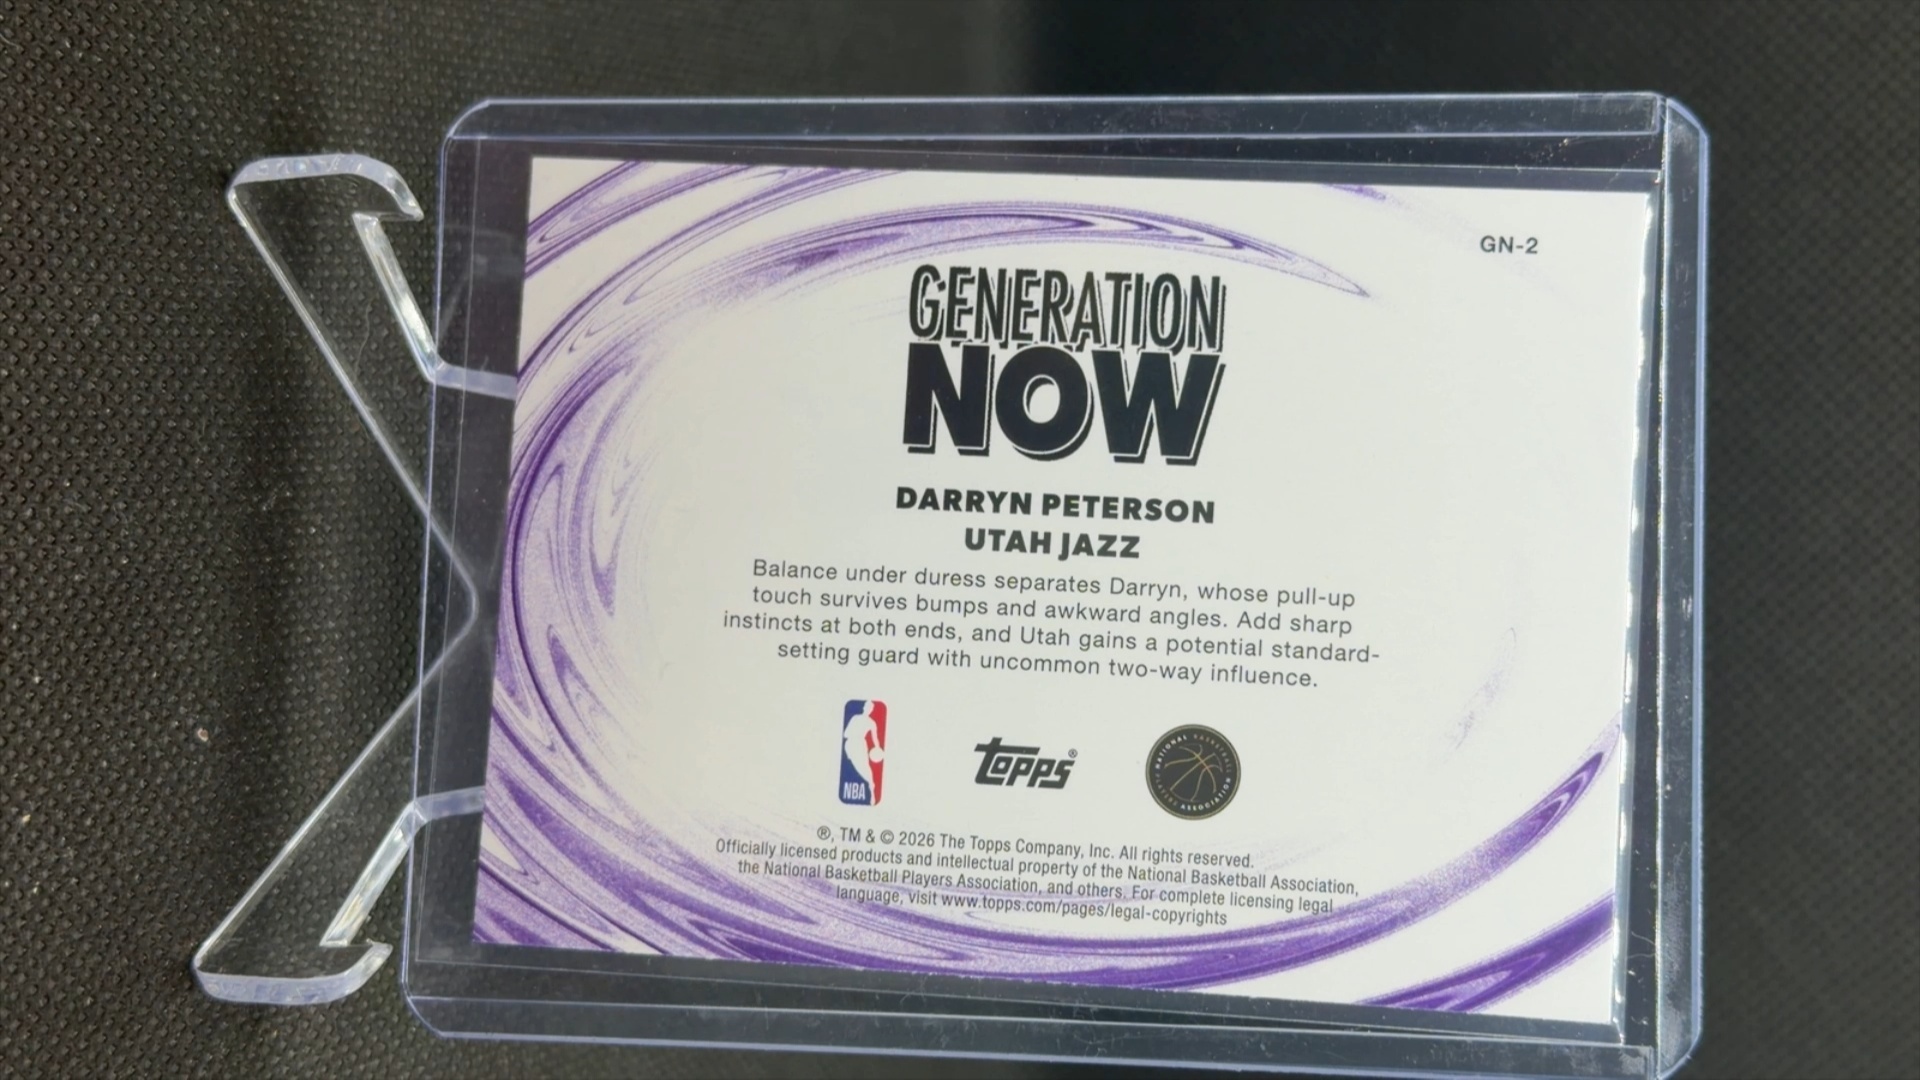 GN-2
GENERATION
NOW
DARRYN PETERSON
UTAH JAZZ
Balance under duress separates Darryn, whose pull-up
touch survives bumps and awkward angles. Add sharp
instincts at both ends, and Utah gains a potential standard-
setting guard with uncommon two-way influence.
NBA
topps®
NATIONAL BASKETBALL PLAYERS ASSOCIATION
®, TM & © 2026 The Topps Company, Inc. All rights reserved.
Officially licensed products and intellectual property of the National Basketball Association,
the National Basketball Players Association, and others. For complete licensing legal
language, visit www.topps.com/pages/legal-copyrights